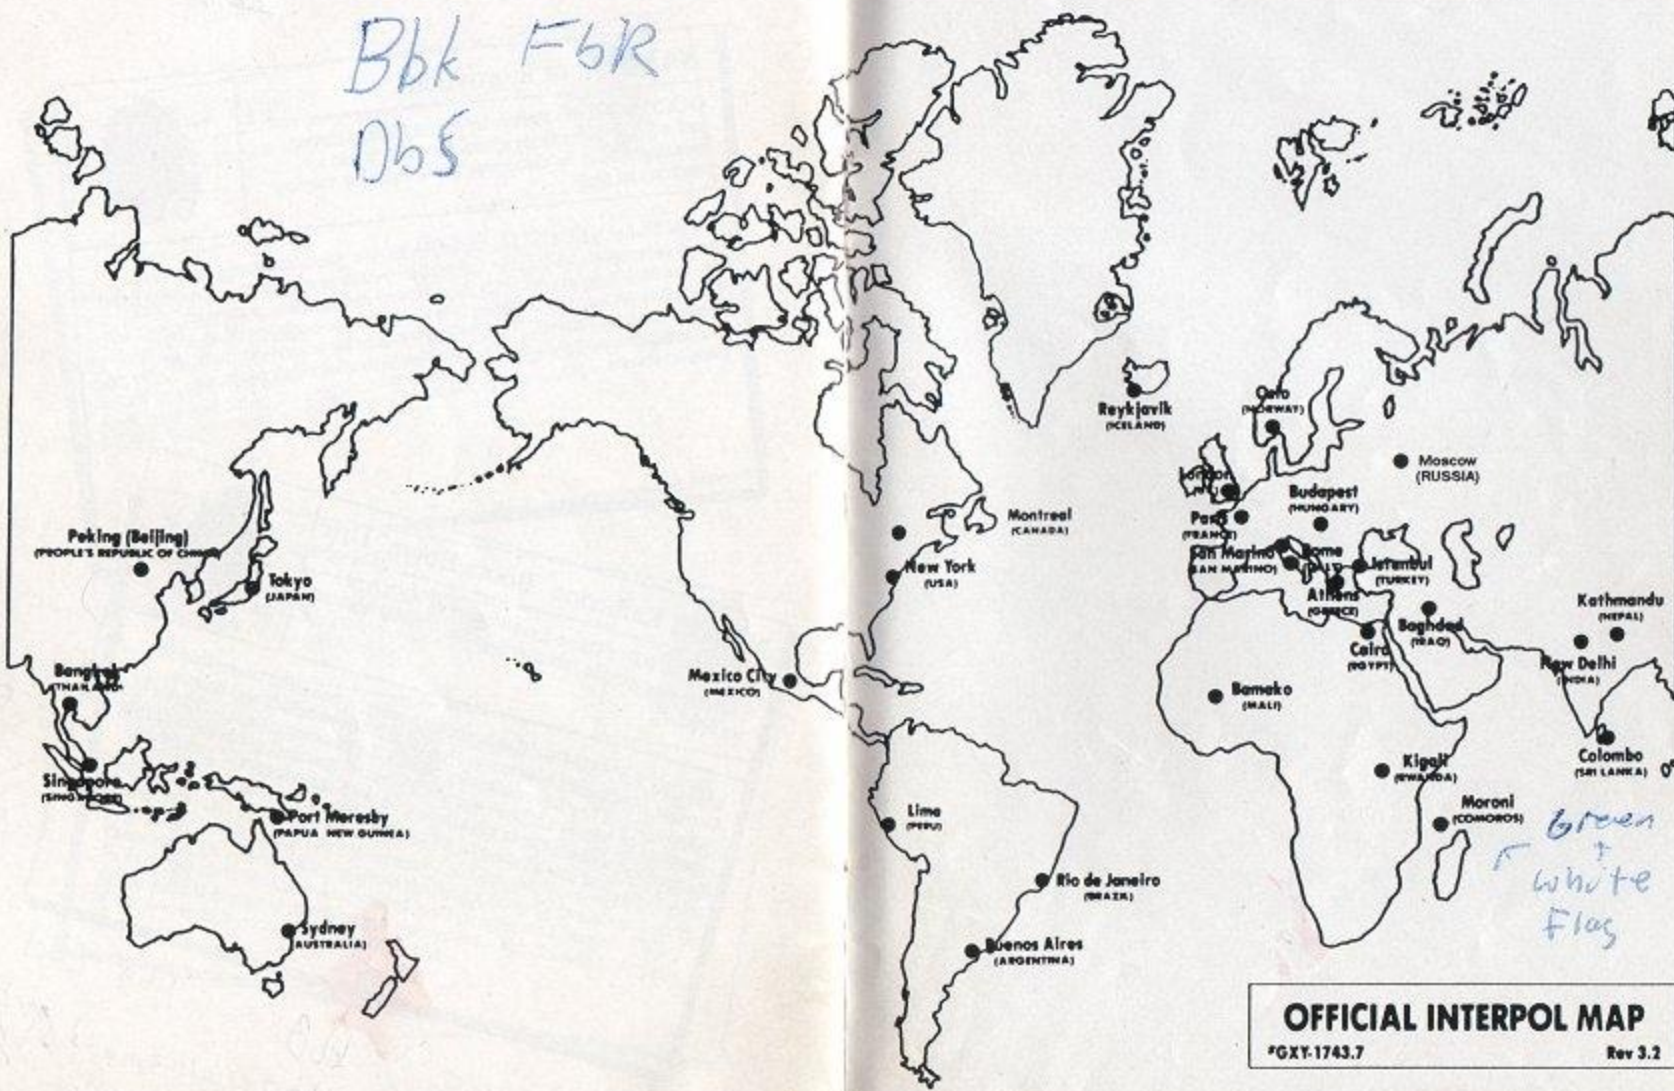 Bbk FbR
Peking (Beijing)
(PEOPLE'S REPUBLIC OF CHINA)
Tokyo
(JAPAN)
Bangkok
(THAILAND)
Singapore
(SINGAPORE)
Port Moresby
(PAPUA NEW GUINEA)
Sydney
(AUSTRALIA)
Mexico City
(MEXICO)
Montreal
(CANADA)
New York
(USA)
Lima
(PERU)
Rio de Janeiro
(BRAZIL)
Buenos Aires
(ARGENTINA)
Reykjavik
(ICELAND)
Oslo
(NORWAY)
London
Moscow
(RUSSIA)
Budapest
(HUNGARY)
Paris
(FRANCE)
San Marino
(SAN MARINO)
Rome
(ITALY)
Istanbul
(TURKEY)
Athens
(GREECE)
Baghdad
(IRAQ)
Cairo
(EGYPT)
Kathmandu
(NEPAL)
New Delhi
(INDIA)
Bamako
(MALI)
Kigali
(RWANDA)
Colombo
(SRI LANKA)
Moroni
(COMOROS)
Green
white
Flag
OFFICIAL INTERPOL MAP
#GXY-1743.7 Rev 3.2